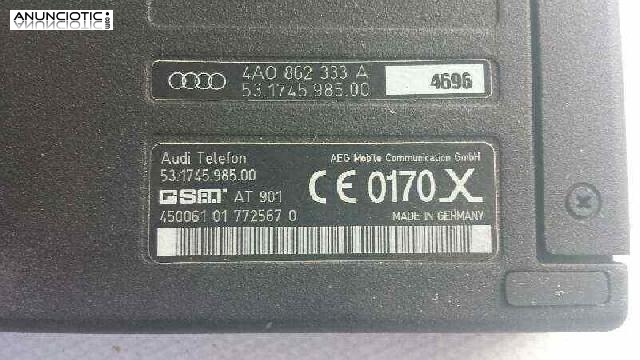 ANUNCIOTIC
.com
4A0 862 333 A
53.1745.985.00
4696
Audi Telefon
AEG Mobile Communication GmbH
53.1745.985.00
GSM AT 901
CE 0170 X
450061 01 772567 0
MADE IN GERMANY